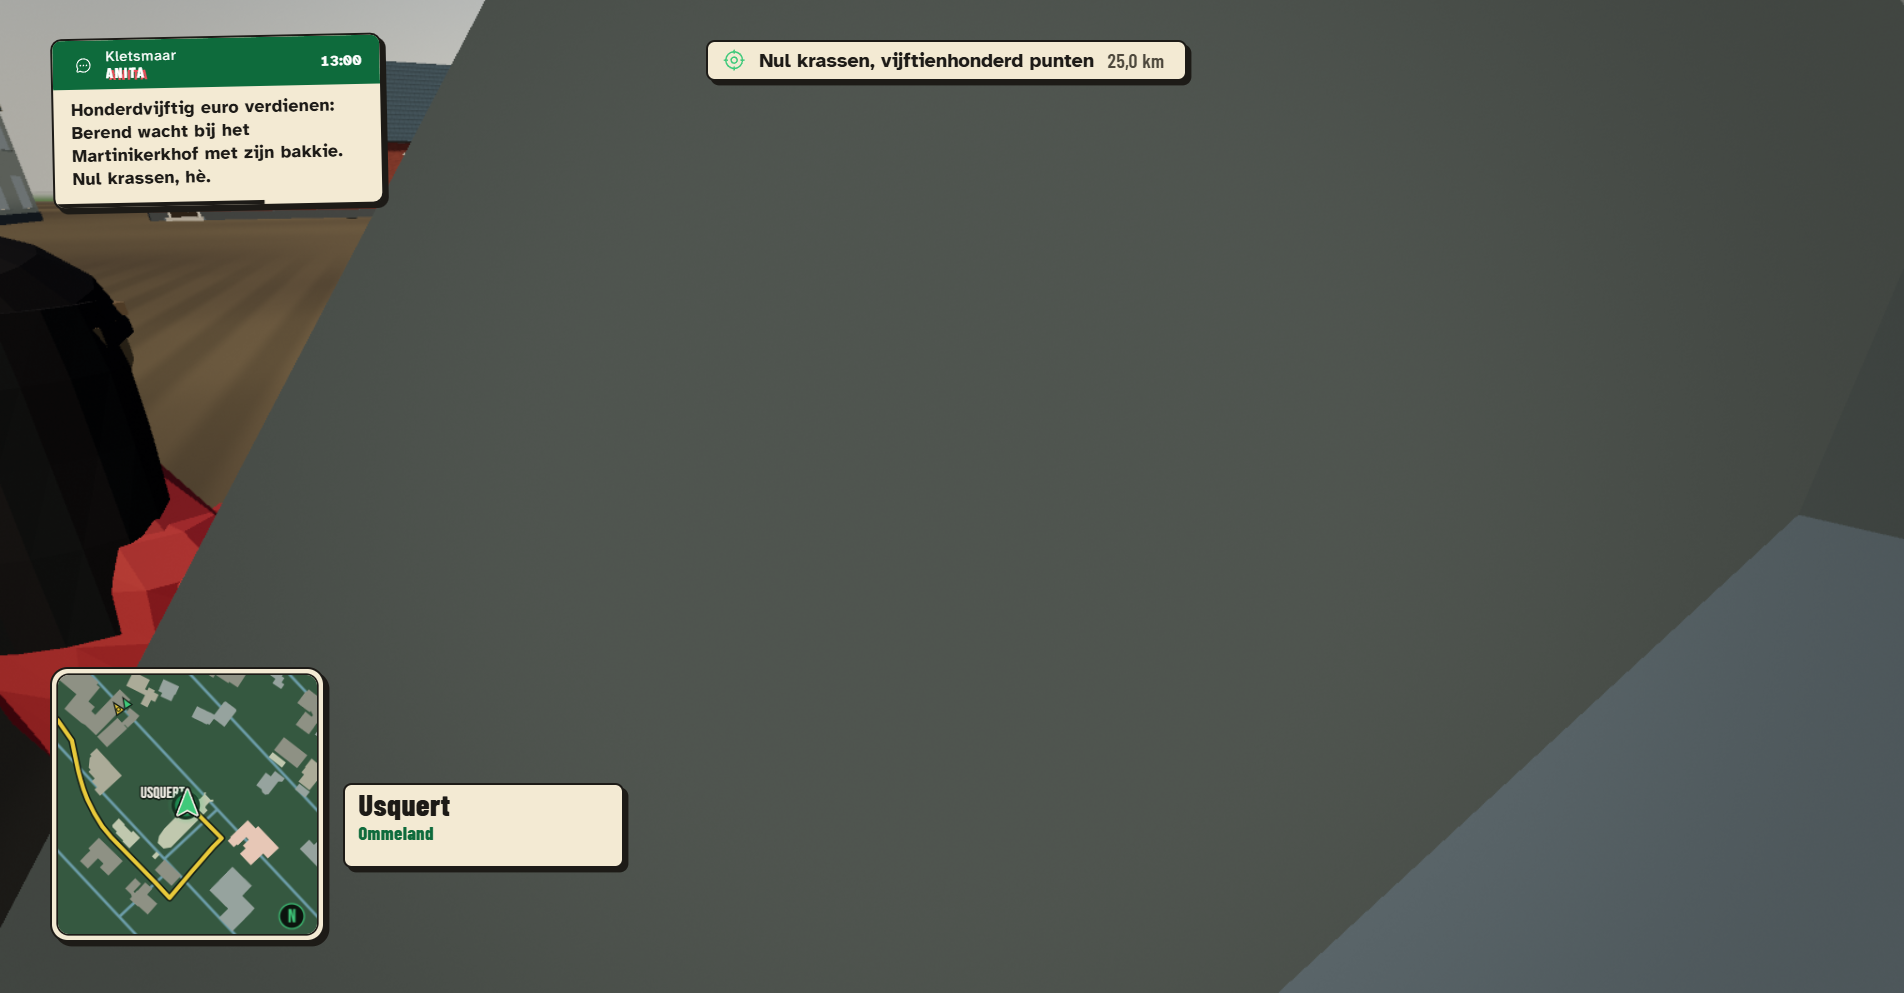 Kletsmaar
ANITA
13:00
Honderdvijftig euro verdienen:
Berend wacht bij het
Martinikerkhof met zijn bakkie.
Nul krassen, hè.
Nul krassen, vijftienhonderd punten 25,0 km
USQUERT
N
Usquert
Ommeland